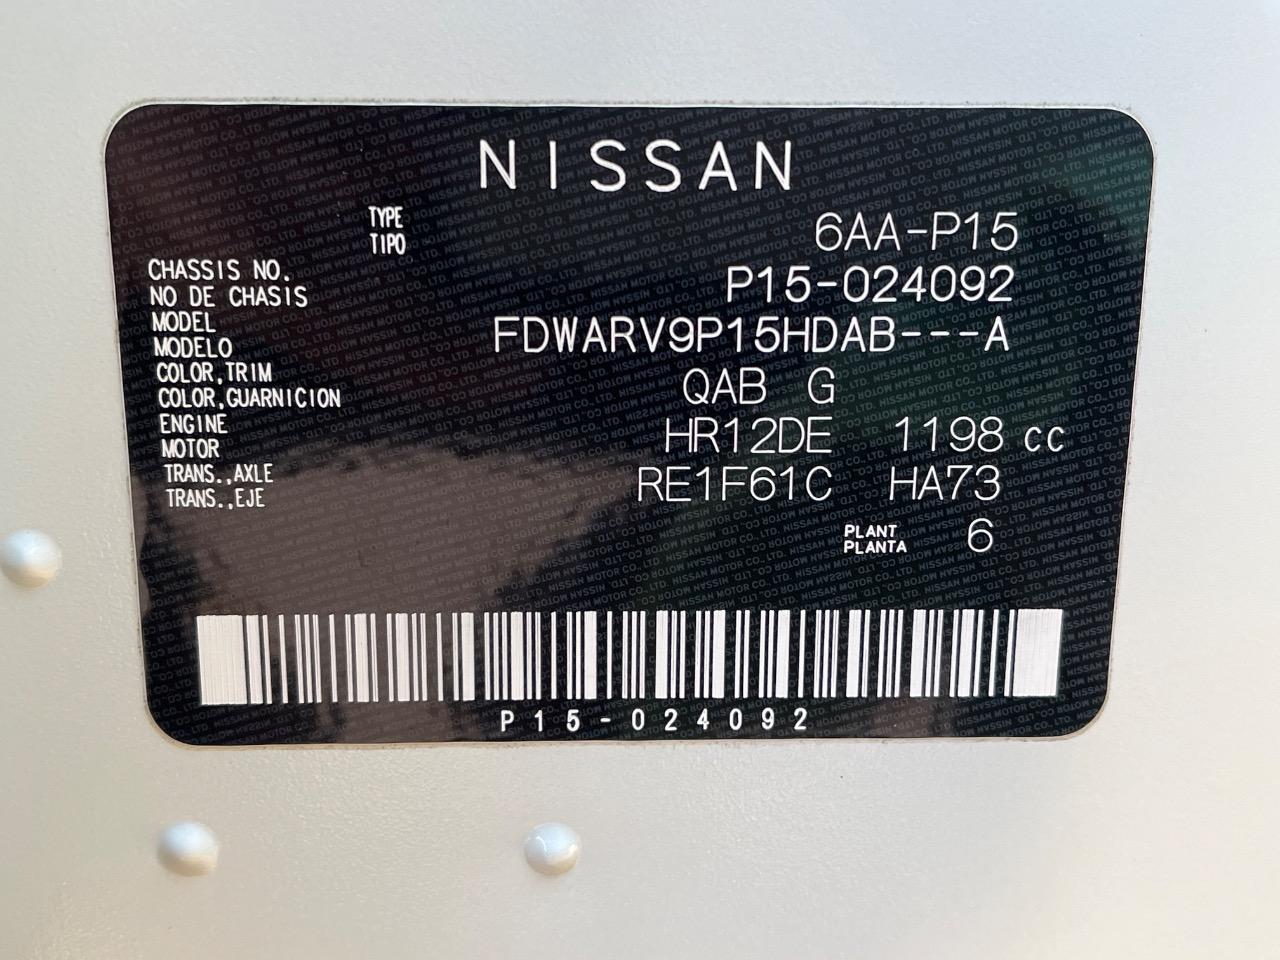 NISSAN
TYPE
TIPO 6AA-P15
CHASSIS NO.
NO DE CHASIS P15-024092
MODEL
MODELO FDWARV9P15HDAB---A
COLOR,TRIM
COLOR,GUARNICION QAB G
ENGINE
MOTOR HR12DE 1198 cc
TRANS.,AXLE
TRANS.,EJE RE1F61C HA73
PLANT
PLANTA 6
P15-024092